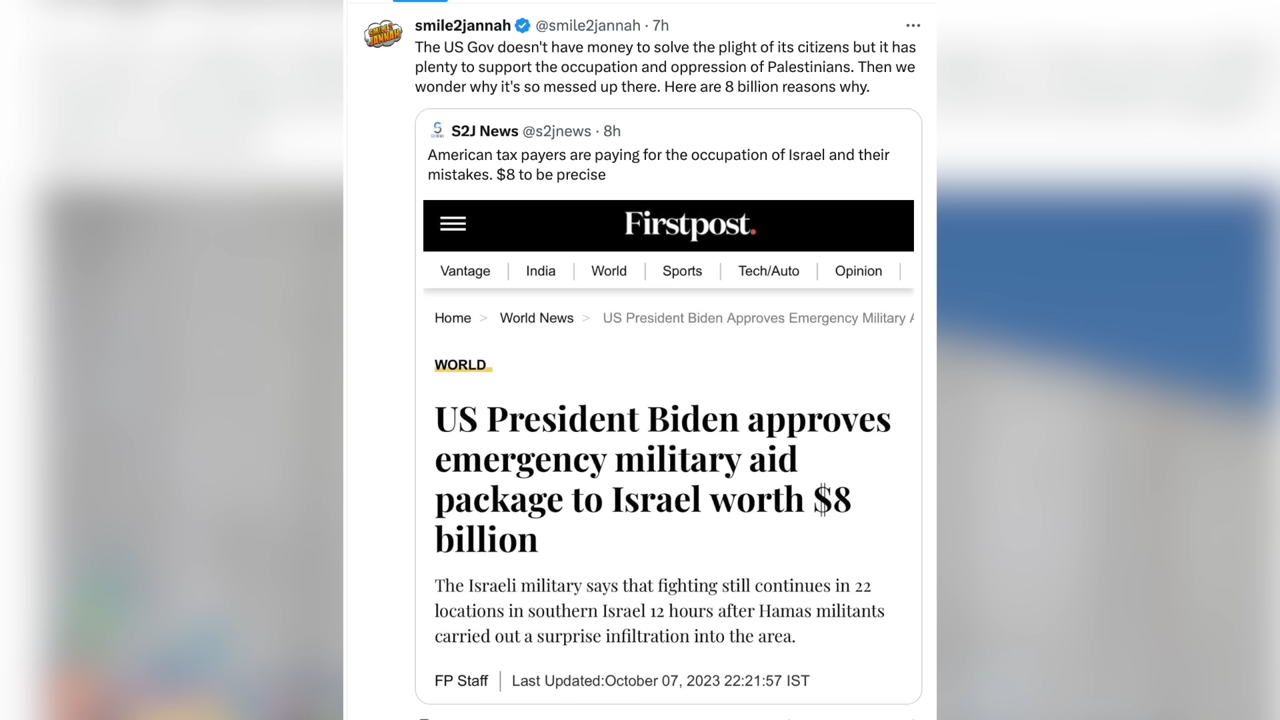 smile2jannah @smile2jannah · 7h
The US Gov doesn't have money to solve the plight of its citizens but it has
plenty to support the occupation and oppression of Palestinians. Then we
wonder why it's so messed up there. Here are 8 billion reasons why.
S2J News @s2jnews · 8h
American tax payers are paying for the occupation of Israel and their
mistakes. $8 to be precise
Firstpost.
Vantage | India | World | Sports | Tech/Auto | Opinion |
Home > World News > US President Biden Approves Emergency Military
WORLD
US President Biden approves
emergency military aid
package to Israel worth $8
billion
The Israeli military says that fighting still continues in 22
locations in southern Israel 12 hours after Hamas militants
carried out a surprise infiltration into the area.
FP Staff | Last Updated:October 07, 2023 22:21:57 IST